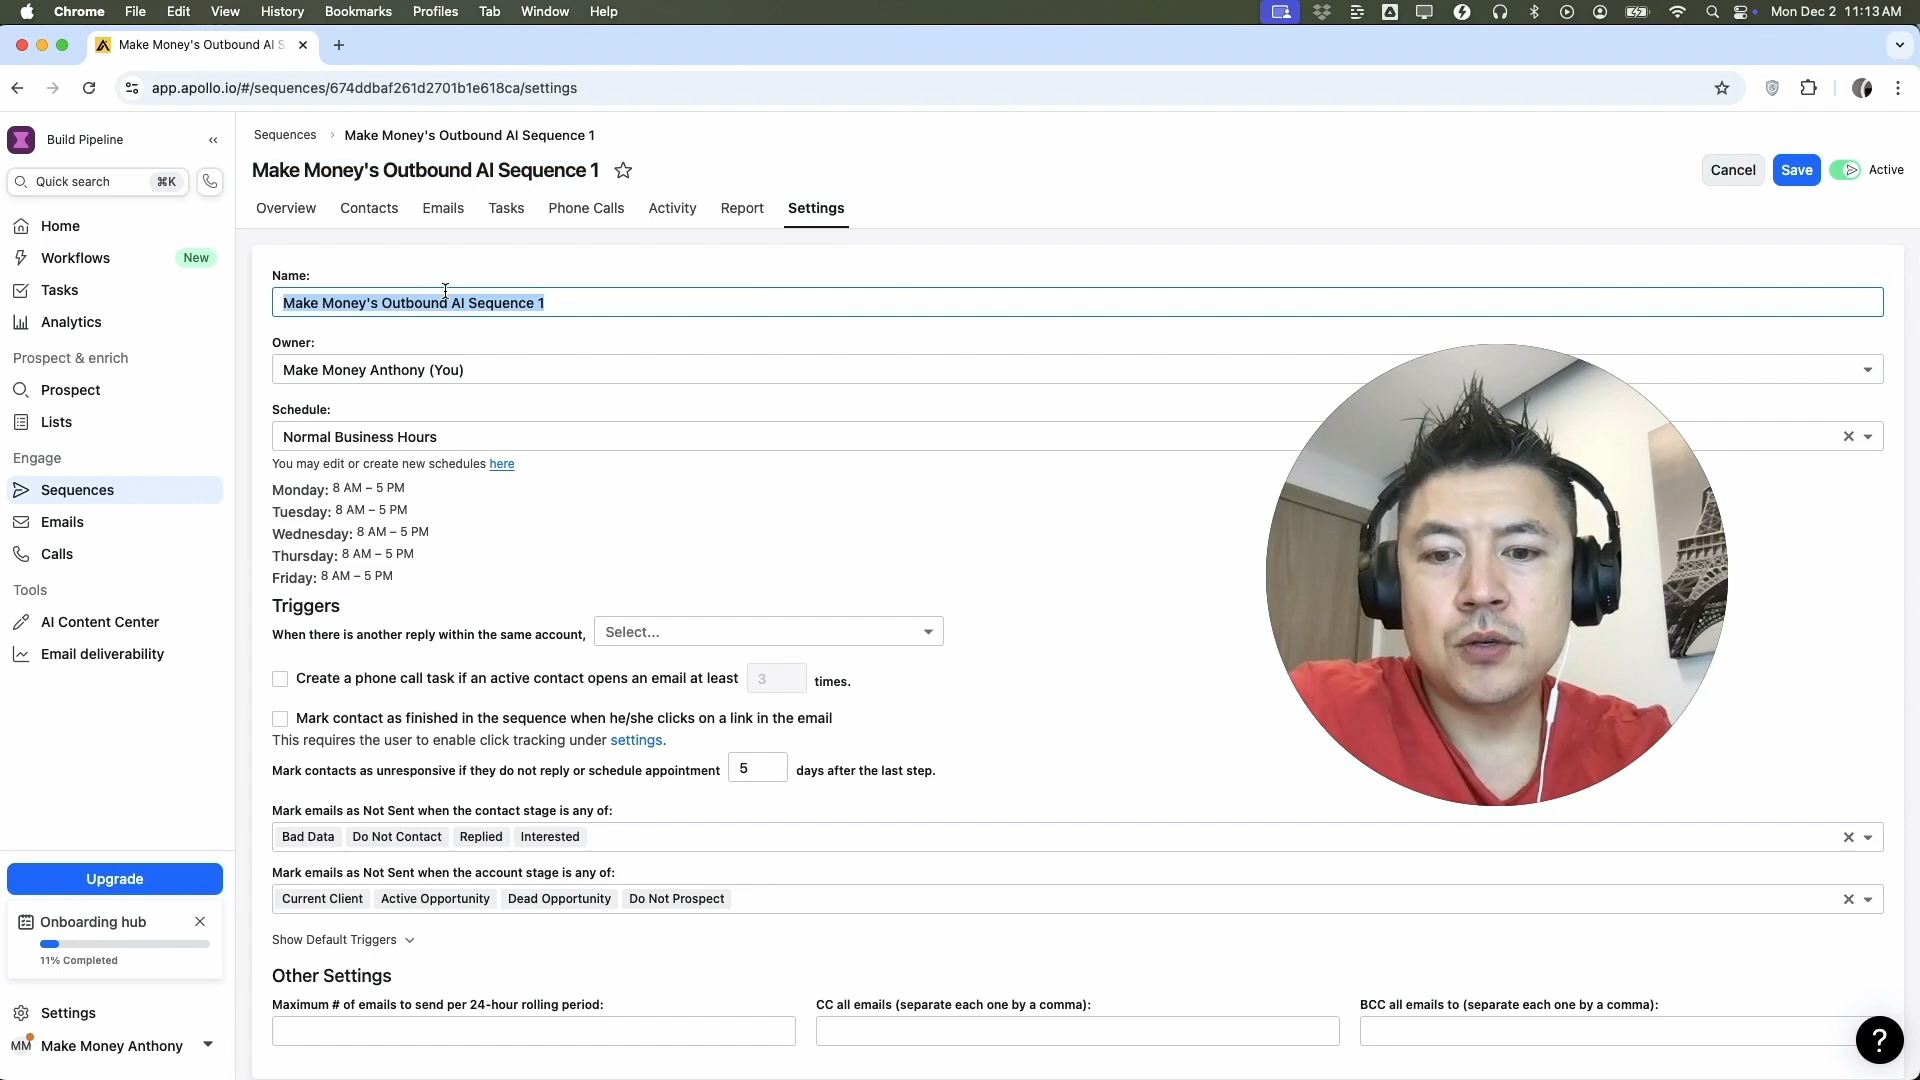 Chrome File Edit View History Bookmarks Profiles Tab Window Help Mon Dec 2 11:13 AM
Make Money's Outbound AI S
app.apollo.io/#/sequences/674ddbaf261d2701b1e618ca/settings
Build Pipeline
Quick search ⌘K
Home
Workflows New
Tasks
Analytics
Prospect & enrich
Prospect
Lists
Engage
Sequences
Emails
Calls
Tools
AI Content Center
Email deliverability
Upgrade
Onboarding hub
11% Completed
Settings
MM Make Money Anthony
Sequences › Make Money's Outbound AI Sequence 1
Make Money's Outbound AI Sequence 1
Cancel Save Active
Overview Contacts Emails Tasks Phone Calls Activity Report Settings
Name:
Make Money's Outbound AI Sequence 1
Owner:
Make Money Anthony (You)
Schedule:
Normal Business Hours
You may edit or create new schedules here
Monday: 8 AM – 5 PM
Tuesday: 8 AM – 5 PM
Wednesday: 8 AM – 5 PM
Thursday: 8 AM – 5 PM
Friday: 8 AM – 5 PM
Triggers
When there is another reply within the same account, Select...
Create a phone call task if an active contact opens an email at least 3 times.
Mark contact as finished in the sequence when he/she clicks on a link in the email
This requires the user to enable click tracking under settings.
Mark contacts as unresponsive if they do not reply or schedule appointment 5 days after the last step.
Mark emails as Not Sent when the contact stage is any of:
Bad Data Do Not Contact Replied Interested
Mark emails as Not Sent when the account stage is any of:
Current Client Active Opportunity Dead Opportunity Do Not Prospect
Show Default Triggers
Other Settings
Maximum # of emails to send per 24-hour rolling period: CC all emails (separate each one by a comma): BCC all emails to (separate each one by a comma):
?